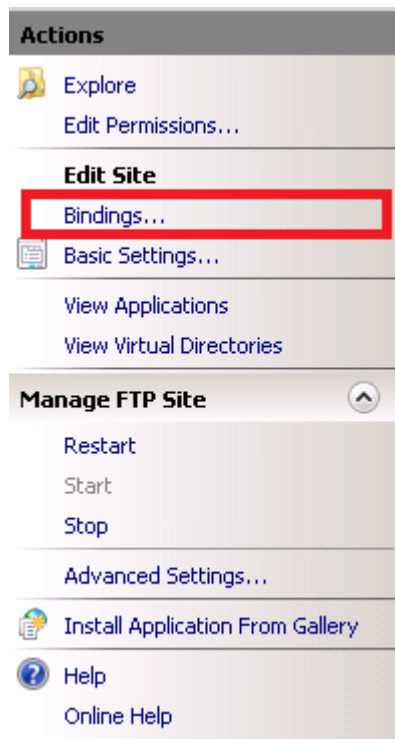 Actions
Explore
Edit Permissions...
Edit Site
Bindings...
Basic Settings...
View Applications
View Virtual Directories
Manage FTP Site
Restart
Start
Stop
Advanced Settings...
Install Application From Gallery
Help
Online Help